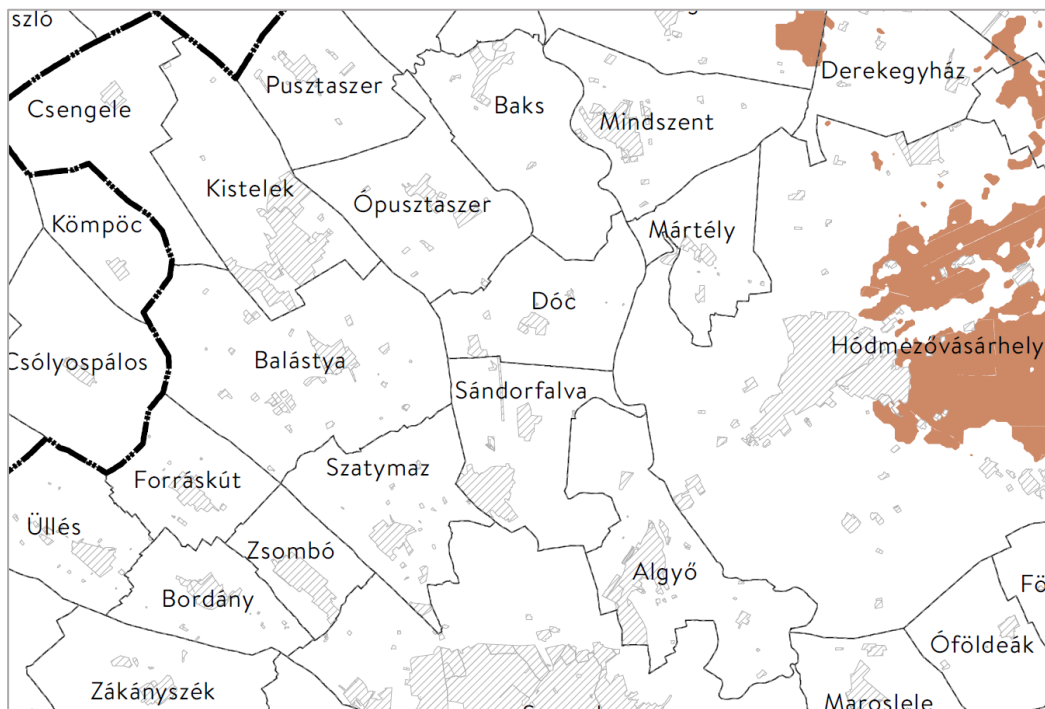 szló
Csengele
Pusztaszer
Baks
Mindszent
Derekegyház
Kistelek
Ópusztaszer
Kömpöc
Mártély
Dóc
Csólyospálos
Balástya
Sándorfalva
Hódmezővásárhely
Forráskút
Szatymaz
Üllés
Zsombó
Bordány
Algyő
Fö
Óföldeák
Zákányszék
Maroslele